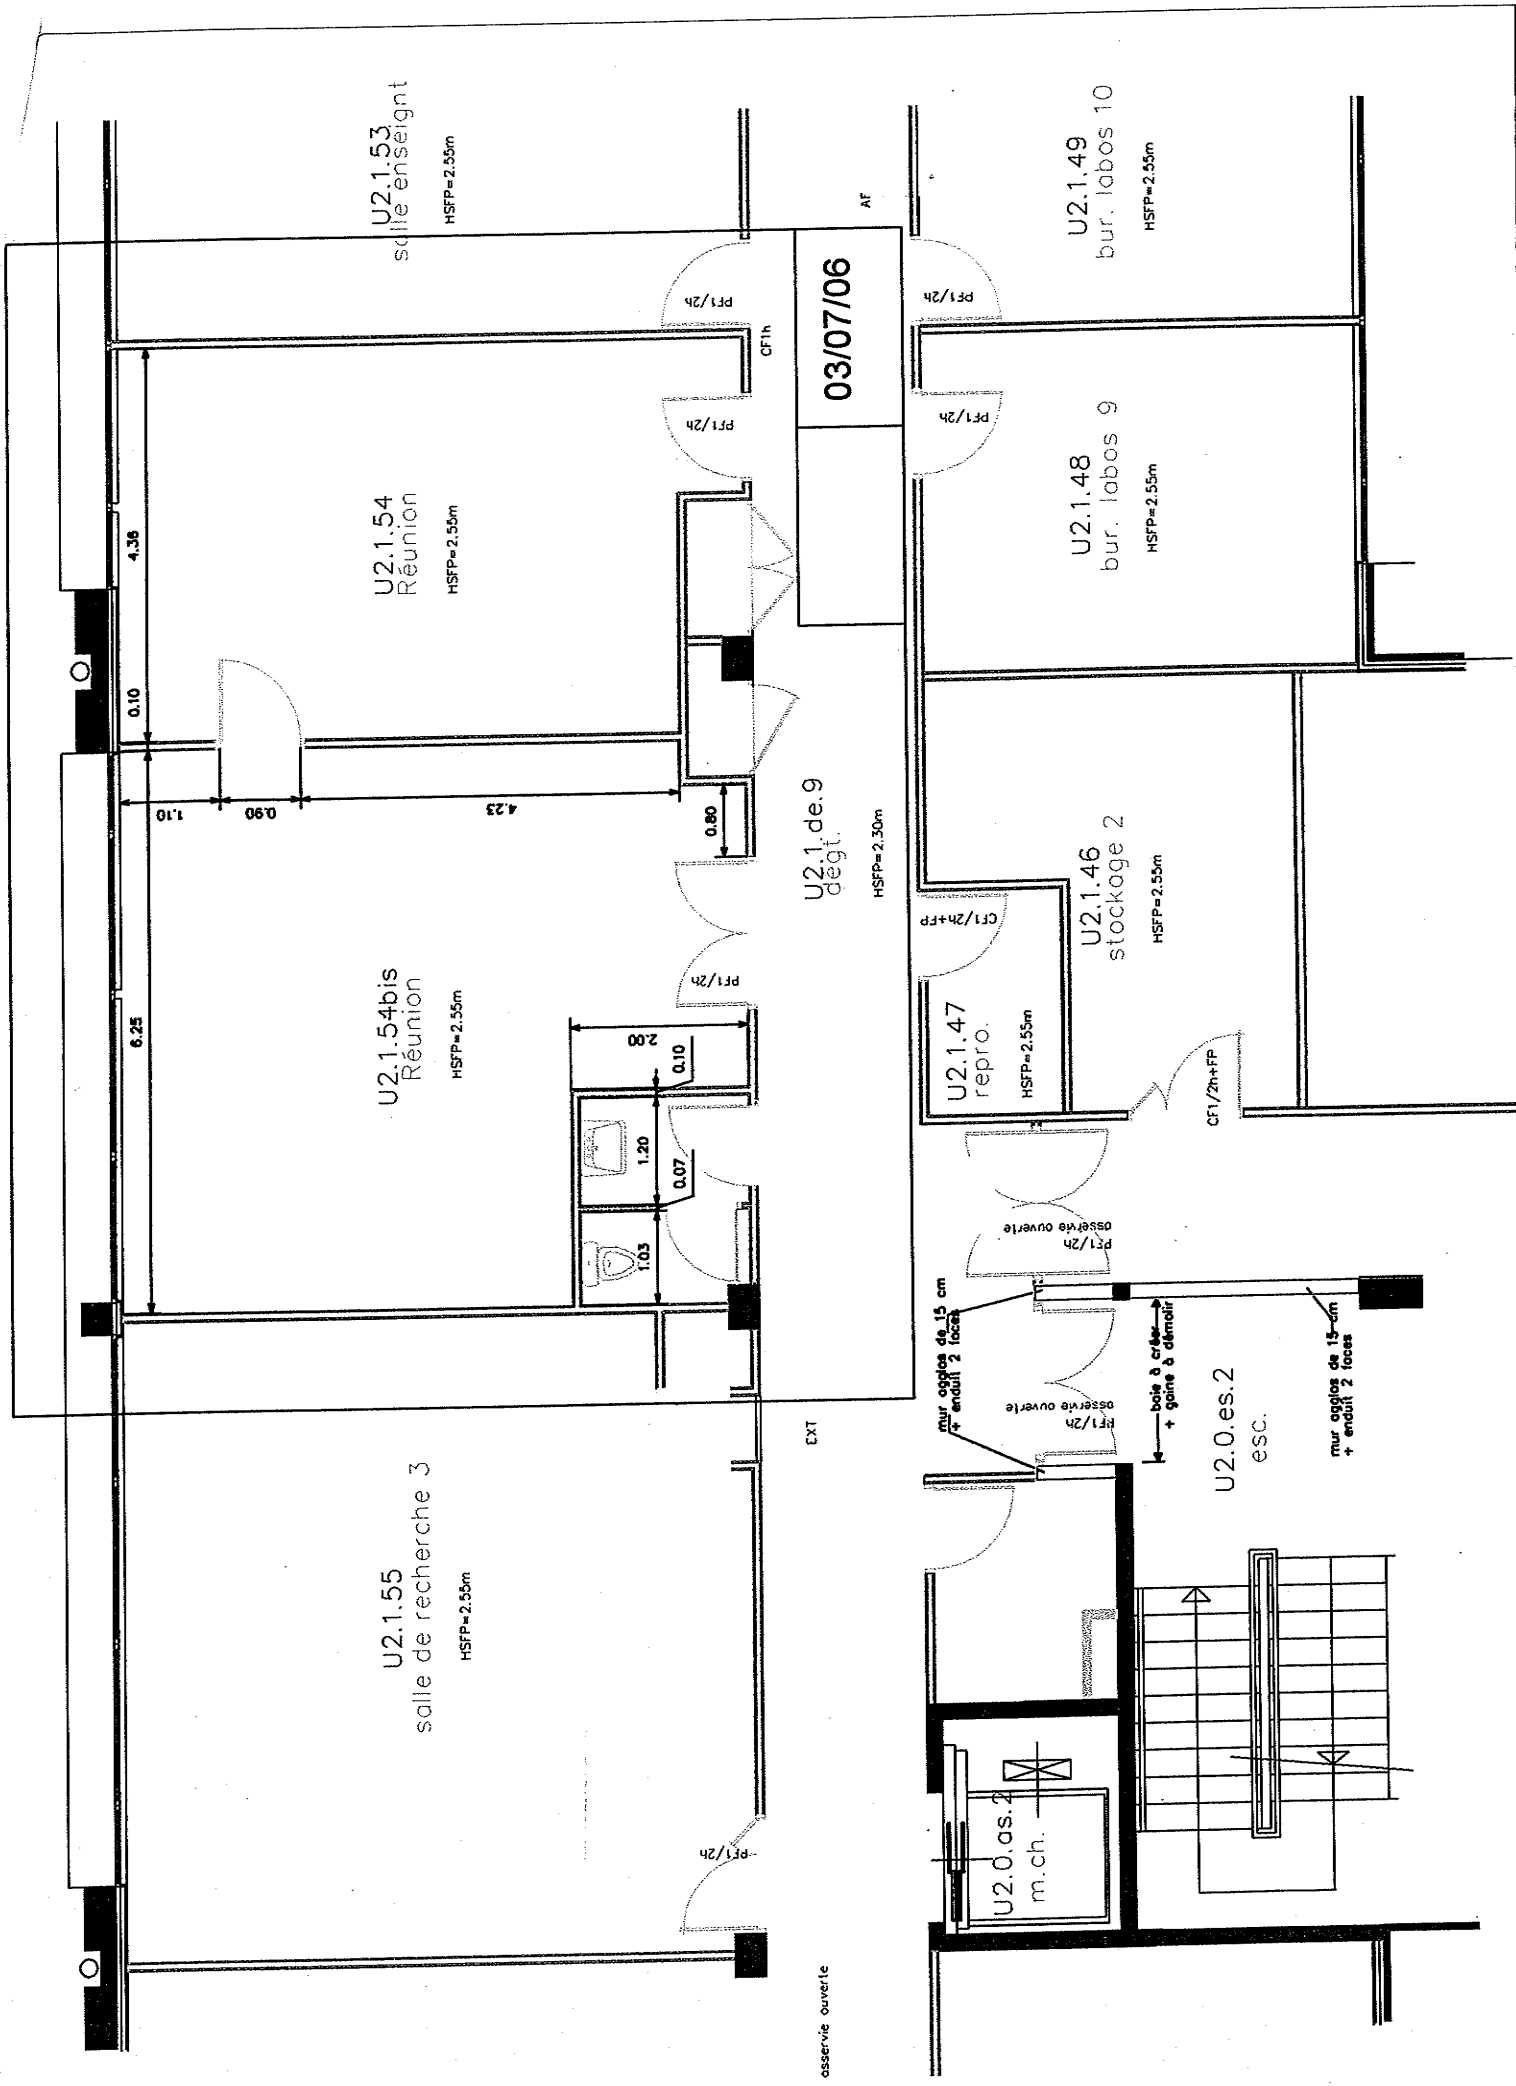 U2.1.55
salle de recherche 3
HSFP=2.55m
PF1/2h
U2.1.54bis
Réunion
HSFP=2.55m
6.25
1.10
0.90
4.23
0.80
2.00
0.10
1.20
0.07
1.03
PF1/2h
U2.1.54
Réunion
HSFP=2.55m
4.36
0.10
PF1/2h
U2.1.53
salle enseignt
HSFP=2.55m
PF1/2h
CF1h
AF
03/07/06
asservie ouverte
EXT
U2.1.de.9
dégt.
HSFP=2.30m
U2.0.as.2
m.ch.
mur agglos de 15 cm
+ enduit 2 faces
PF1/2h
asservie ouverte
PF1/2h
asservie ouverte
baie à créer
+ gaine à démolir
mur agglos de 15 cm
+ enduit 2 faces
U2.0.es.2
esc.
U2.1.47
repro.
HSFP=2.55m
CF1/2h+FP
CF1/2h+FP
U2.1.46
stockage 2
HSFP=2.55m
U2.1.48
bur. labos 9
HSFP=2.55m
PF1/2h
U2.1.49
bur. labos 10
HSFP=2.55m
PF1/2h